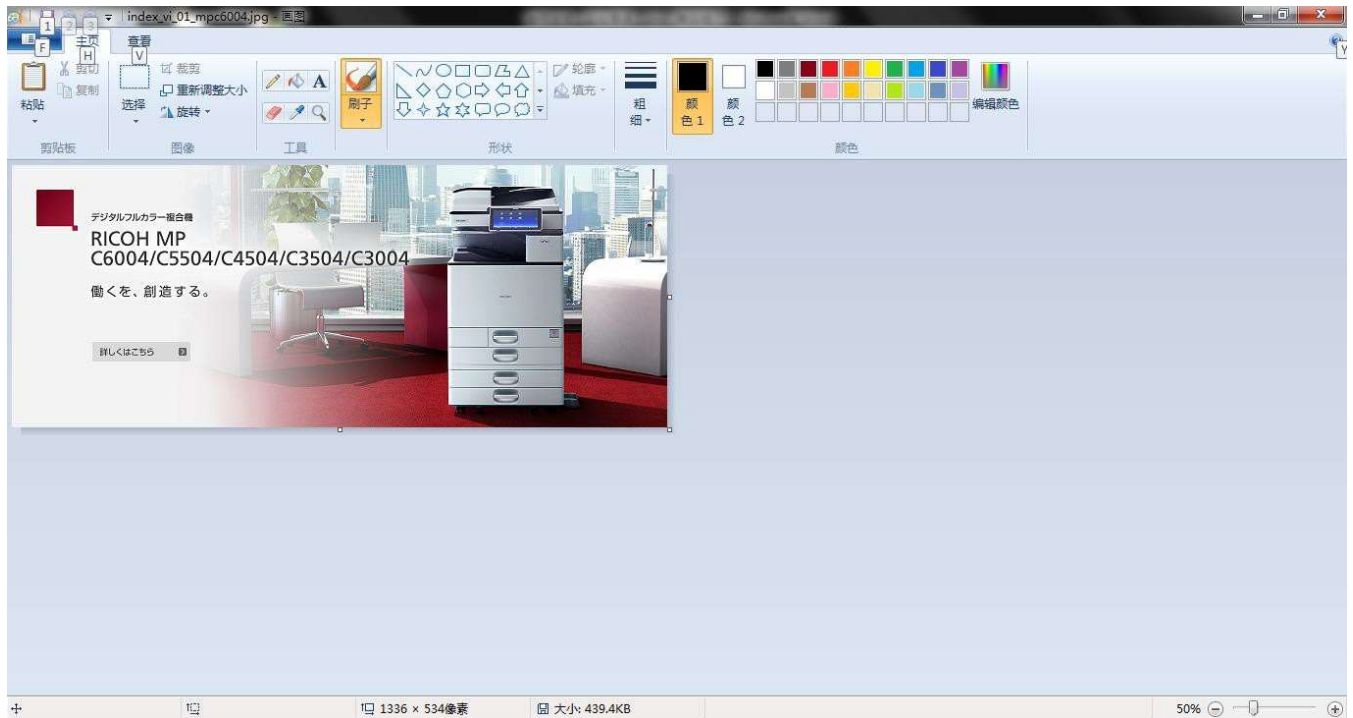 index_vi_01_mpc6004.jpg - 画图
1 2 3
F 主页 H 查看 V Y
粘贴
剪切
复制
剪贴板
选择
裁剪
重新调整大小
旋转
图像
A
工具
刷子
轮廓
填充
形状
粗细
颜色 1
颜色 2
编辑颜色
颜色
デジタルフルカラー複合機
RICOH MP
C6004/C5504/C4504/C3504/C3004
働くを、創造する。
詳しくはこちら
1336 × 534像素
大小: 439.4KB
50%